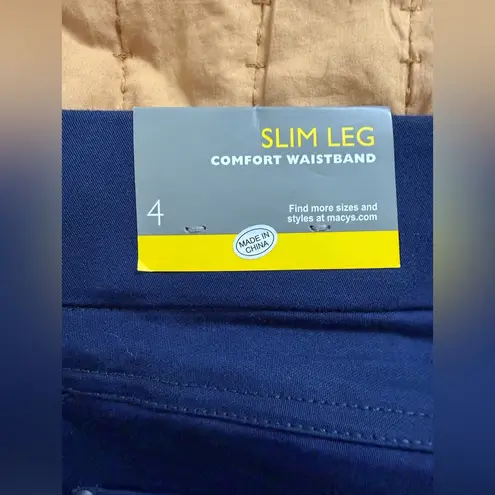 SLIM LEG
COMFORT WAISTBAND
4
Find more sizes and
styles at macys.com
MADE IN
CHINA